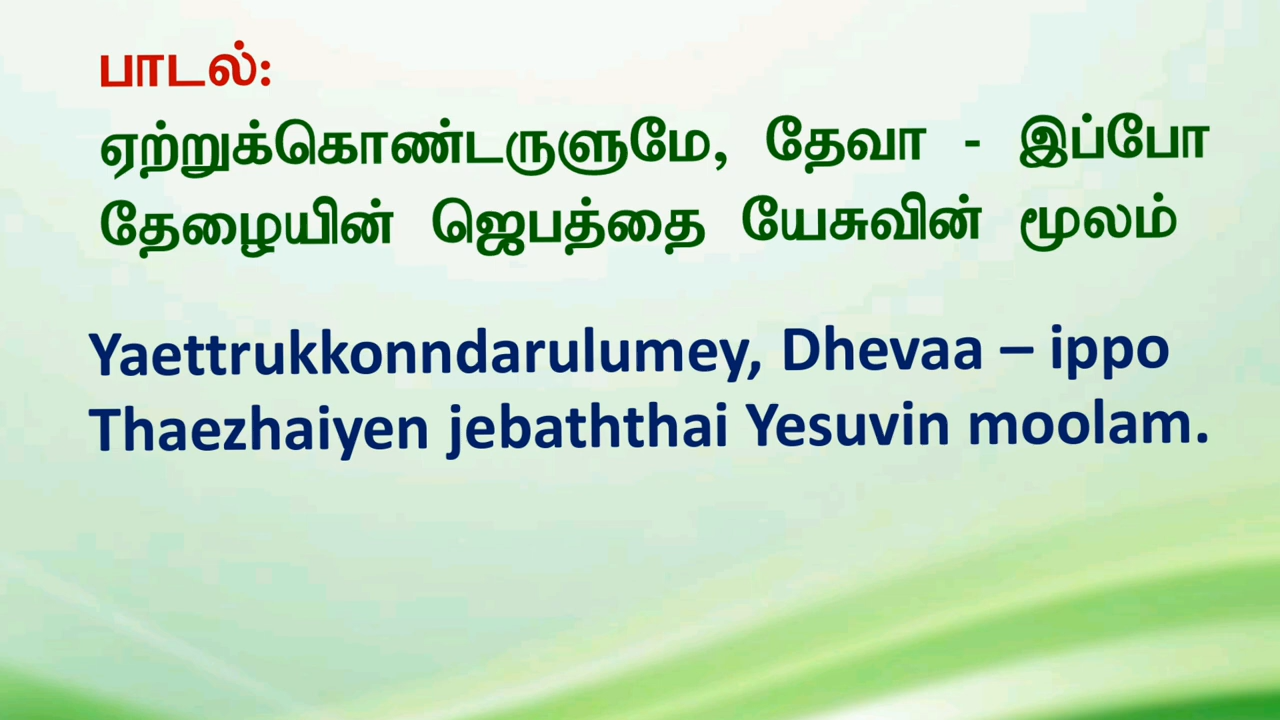 பாடல்:
ஏற்றுக்கொண்டருளுமே, தேவா - இப்போ
தேழையின் ஜெபத்தை யேசுவின் மூலம்
Yaettrukkonndarulumey, Dhevaa – ippo
Thaezhaiyen jebaththai Yesuvin moolam.